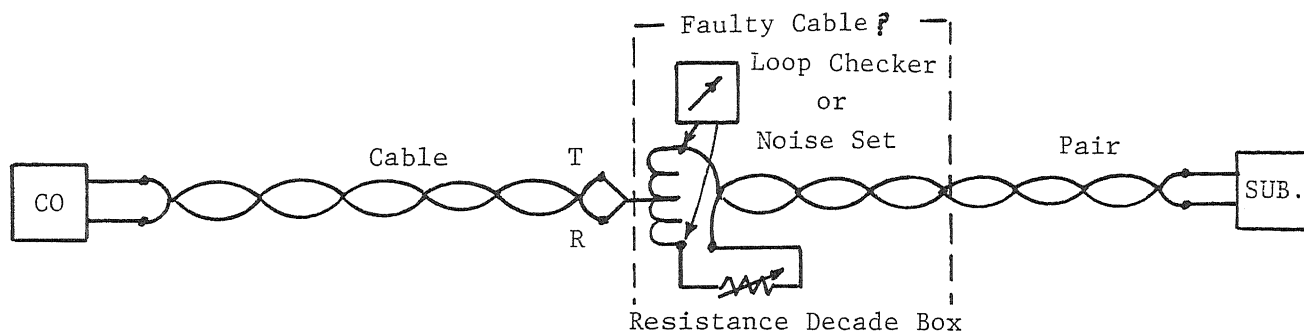 Faulty Cable?
Loop Checker
or
Noise Set
Cable
T
R
Pair
CO
SUB.
Resistance Decade Box